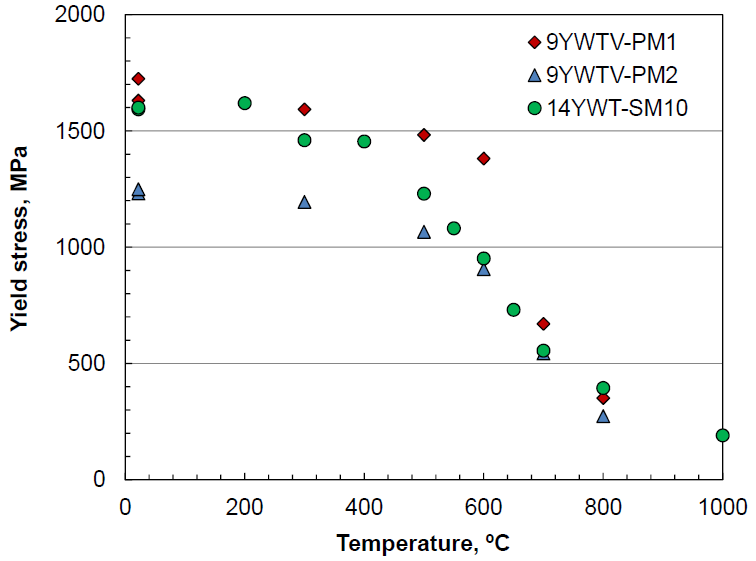 2000
1500
1000
500
0
Yield stress, MPa
9YWTV-PM1
9YWTV-PM2
14YWT-SM10
0 200 400 600 800 1000
Temperature, ºC